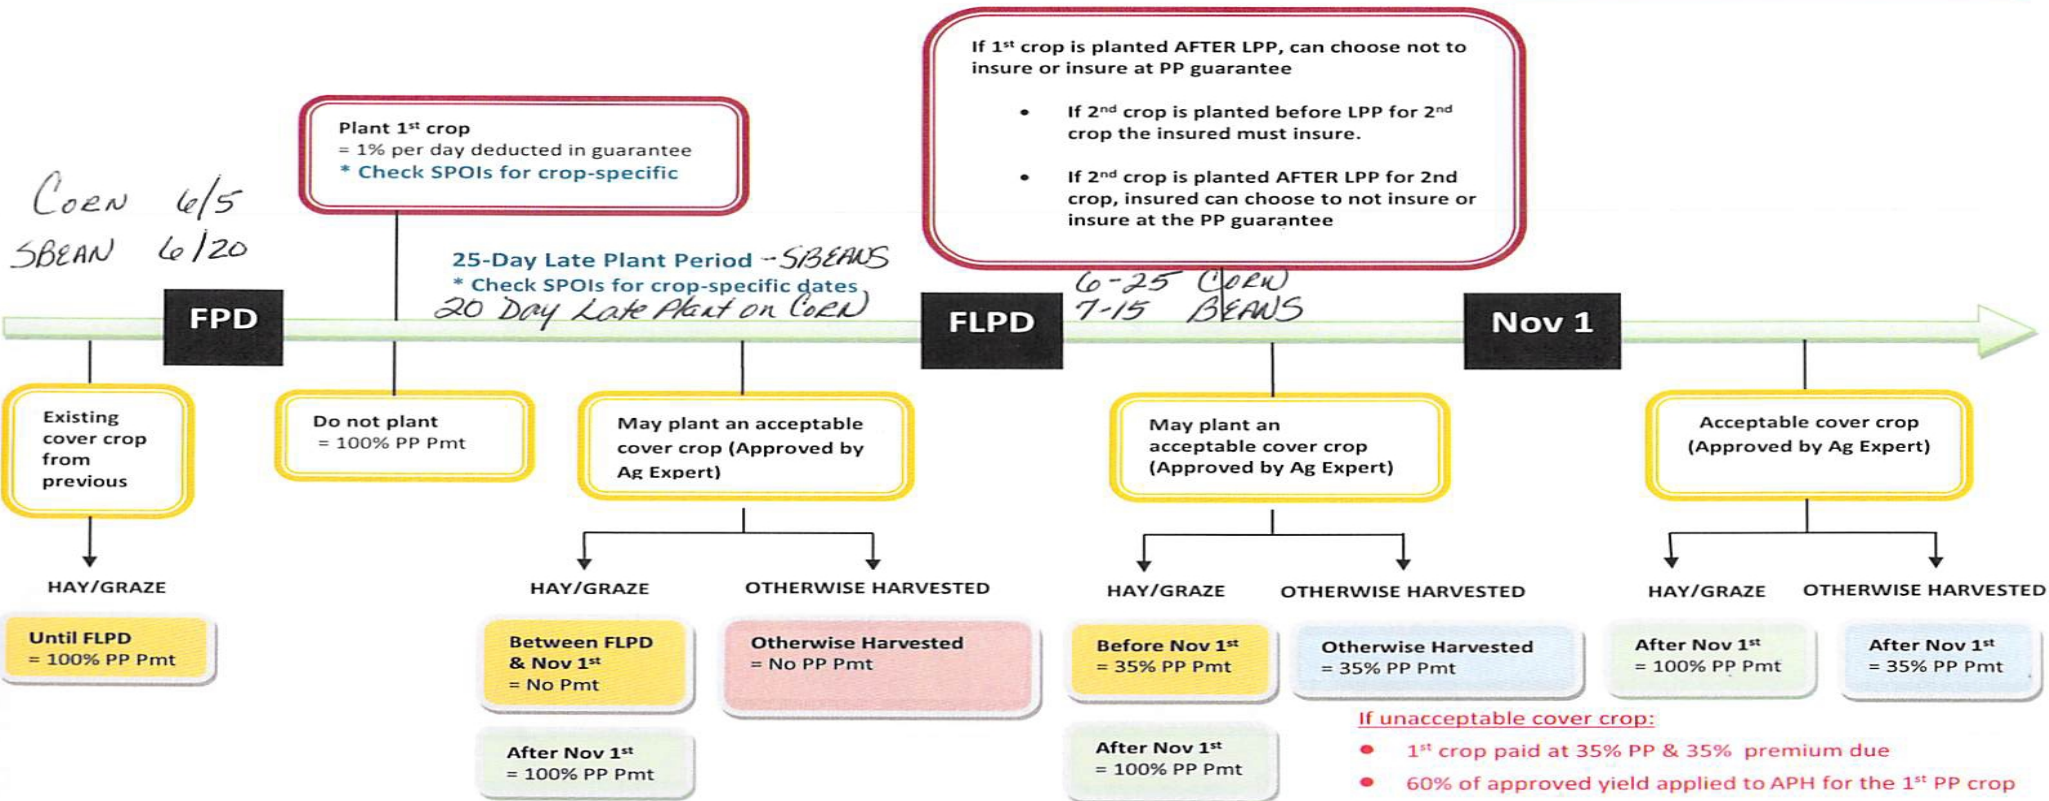 If 1st crop is planted AFTER LPP, can choose not to
insure or insure at PP guarantee
• If 2nd crop is planted before LPP for 2nd
crop the insured must insure.
• If 2nd crop is planted AFTER LPP for 2nd
crop, insured can choose to not insure or
insure at the PP guarantee
Plant 1st crop
= 1% per day deducted in guarantee
* Check SPOIs for crop-specific
CORN 6/5
SBEAN 6/20
25-Day Late Plant Period - SBEANS
* Check SPOIs for crop-specific dates
20 Day Late Plant on CORN
6-25 CORN
7-15 BEANS
FPD
FLPD
Nov 1
Existing
cover crop
from
previous
Do not plant
= 100% PP Pmt
May plant an acceptable
cover crop (Approved by
Ag Expert)
May plant an
acceptable cover crop
(Approved by Ag Expert)
Acceptable cover crop
(Approved by Ag Expert)
HAY/GRAZE
HAY/GRAZE
OTHERWISE HARVESTED
HAY/GRAZE
OTHERWISE HARVESTED
HAY/GRAZE
OTHERWISE HARVESTED
Until FLPD
= 100% PP Pmt
Between FLPD
& Nov 1st
= No Pmt
Otherwise Harvested
= No PP Pmt
Before Nov 1st
= 35% PP Pmt
Otherwise Harvested
= 35% PP Pmt
After Nov 1st
= 100% PP Pmt
After Nov 1st
= 35% PP Pmt
After Nov 1st
= 100% PP Pmt
After Nov 1st
= 100% PP Pmt
If unacceptable cover crop:
• 1st crop paid at 35% PP & 35% premium due
• 60% of approved yield applied to APH for the 1st PP crop